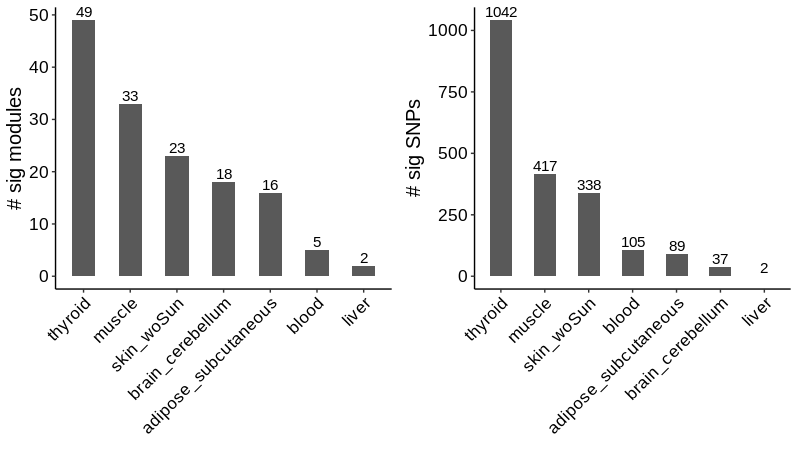 # sig modules
50
40
30
20
10
0
49
33
23
18
16
5
2
thyroid
muscle
skin_woSun
brain_cerebellum
adipose_subcutaneous
blood
liver
# sig SNPs
1000
750
500
250
0
1042
417
338
105
89
37
2
thyroid
muscle
skin_woSun
blood
adipose_subcutaneous
brain_cerebellum
liver